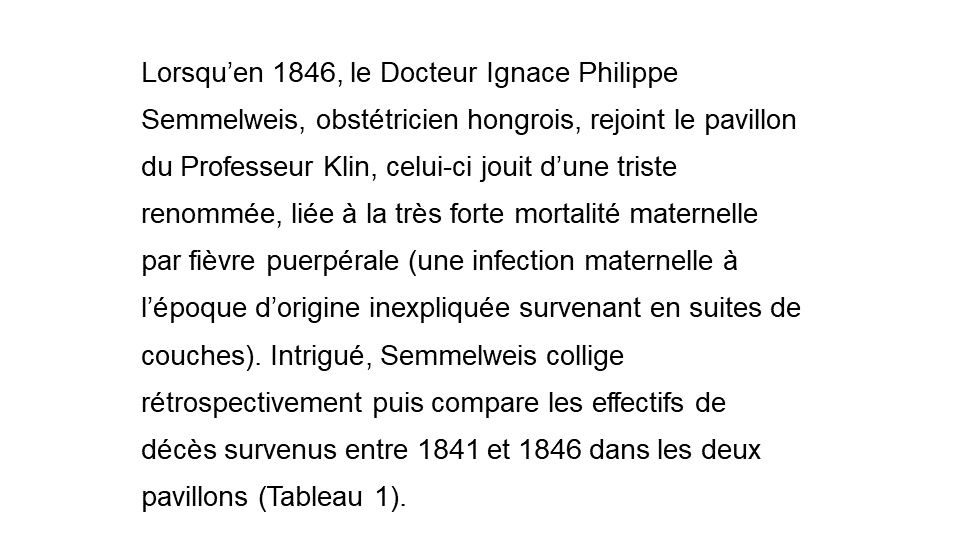 Lorsqu’en 1846, le Docteur Ignace Philippe
Semmelweis, obstétricien hongrois, rejoint le pavillon
du Professeur Klin, celui-ci jouit d’une triste
renommée, liée à la très forte mortalité maternelle
par fièvre puerpérale (une infection maternelle à
l’époque d’origine inexpliquée survenant en suites de
couches). Intrigué, Semmelweis collige
rétrospectivement puis compare les effectifs de
décès survenus entre 1841 et 1846 dans les deux
pavillons (Tableau 1).